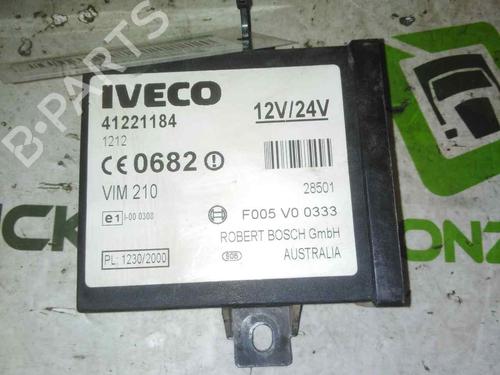 IVECO
41221184
12V/24V
1212
CE 0682
VIM 210
28501
e1
F005 V0 0333
ROBERT BOSCH GmbH
PL: 1230/2000
AUSTRALIA
B-PARTS